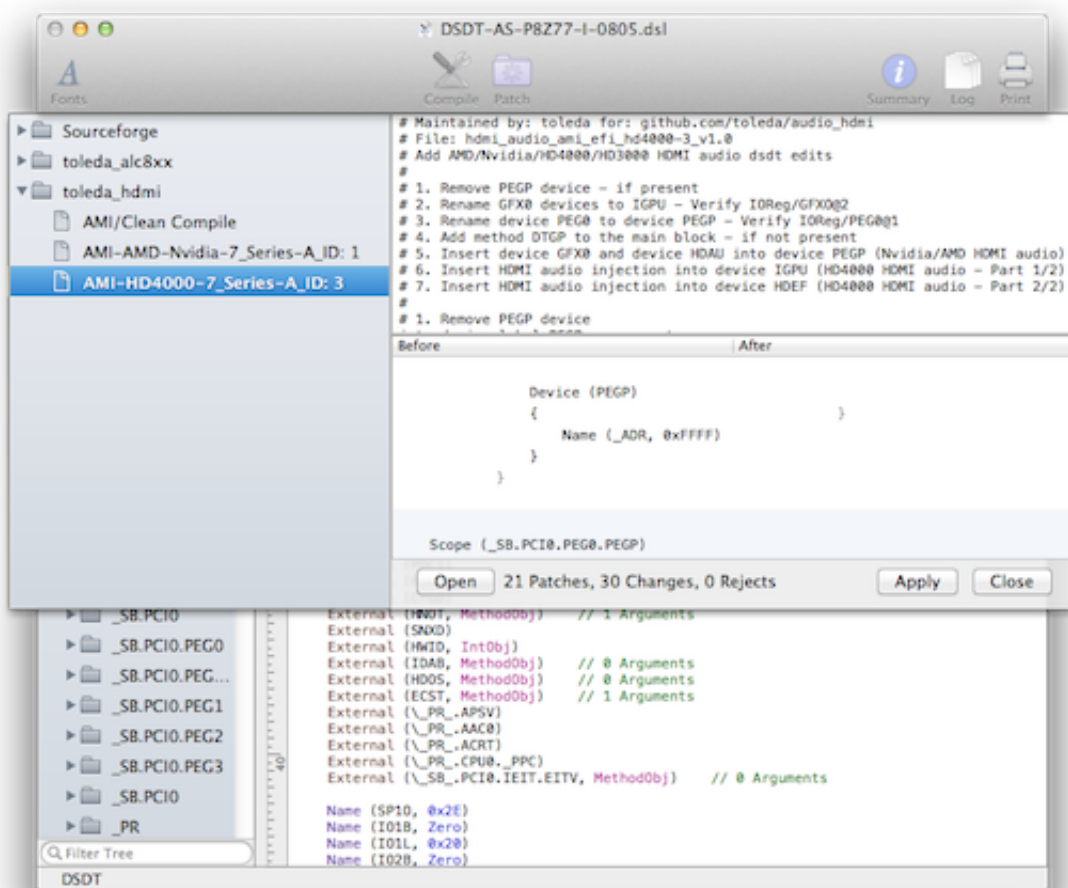 DSDT-AS-P8Z77-I-0805.dsl
Fonts
Compile
Patch
Summary
Log
Print
Sourceforge
toleda_alc8xx
toleda_hdmi
AMI/Clean Compile
AMI-AMD-Nvidia-7_Series-A_ID: 1
AMI-HD4000-7_Series-A_ID: 3
# Maintained by: toleda for: github.com/toleda/audio_hdmi
# File: hdmi_audio_ami_efi_hd4000-3_v1.0
# Add AMD/Nvidia/HD4000/HD3000 HDMI audio dsdt edits
#
# 1. Remove PEGP device - if present
# 2. Rename GFX0 devices to IGPU - Verify IOReg/GFXO@2
# 3. Rename device PEG0 to device PEGP - Verify IOReg/PEG0@1
# 4. Add method DTGP to the main block - if not present
# 5. Insert device GFX0 and device HDAU into device PEGP (Nvidia/AMD HDMI audio)
# 6. Insert HDMI audio injection into device IGPU (HD4000 HDMI audio - Part 1/2)
# 7. Insert HDMI audio injection into device HDEF (HD4000 HDMI audio - Part 2/2)
#
# 1. Remove PEGP device
Before
After
Device (PEGP)
{
}
Name (_ADR, 0xFFFF)
}
}
Scope (_SB.PCI0.PEG0.PEGP)
Open
21 Patches, 30 Changes, 0 Rejects
Apply
Close
_SB.PCI0
_SB.PCI0.PEG0
_SB.PCI0.PEG...
_SB.PCI0.PEG1
_SB.PCI0.PEG2
_SB.PCI0.PEG3
_SB.PCI0
_PR
Filter Tree
DSDT
40
External (HNOT, MethodObj) // 1 Arguments
External (SNXD)
External (HWID, IntObj)
External (IDAB, MethodObj) // 0 Arguments
External (HDOS, MethodObj) // 0 Arguments
External (ECST, MethodObj) // 1 Arguments
External (\_PR_.APSV)
External (\_PR_.AAC0)
External (\_PR_.ACRT)
External (\_PR_.CPU0._PPC)
External (\_SB_.PCI0.IEIT.EITV, MethodObj) // 0 Arguments
Name (SP1O, 0x2E)
Name (IO1B, Zero)
Name (IO1L, 0x20)
Name (IO2B, Zero)